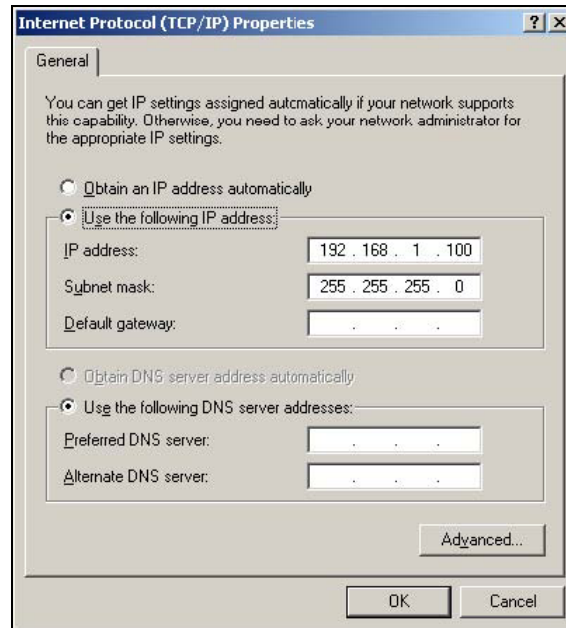 Internet Protocol (TCP/IP) Properties
General
You can get IP settings assigned automatically if your network supports
this capability. Otherwise, you need to ask your network administrator for
the appropriate IP settings.
Obtain an IP address automatically
Use the following IP address:
IP address: 192 . 168 . 1 . 100
Subnet mask: 255 . 255 . 255 . 0
Default gateway: . . .
Obtain DNS server address automatically
Use the following DNS server addresses:
Preferred DNS server: . . .
Alternate DNS server: . . .
Advanced...
OK Cancel